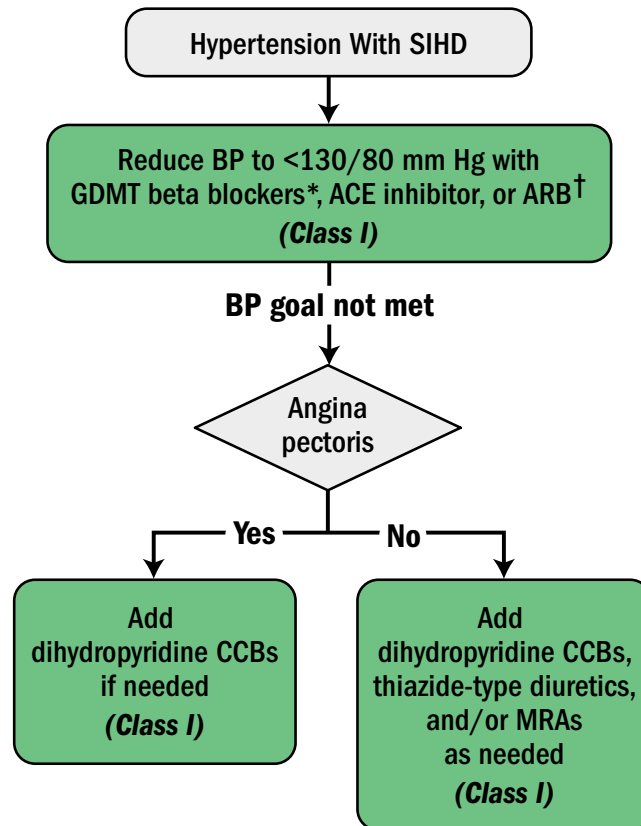 Hypertension With SIHD
Reduce BP to <130/80 mm Hg with
GDMT beta blockers*, ACE inhibitor, or ARB†
(Class I)
BP goal not met
Angina
pectoris
Yes
No
Add
dihydropyridine CCBs
if needed
(Class I)
Add
dihydropyridine CCBs,
thiazide-type diuretics,
and/or MRAs
as needed
(Class I)